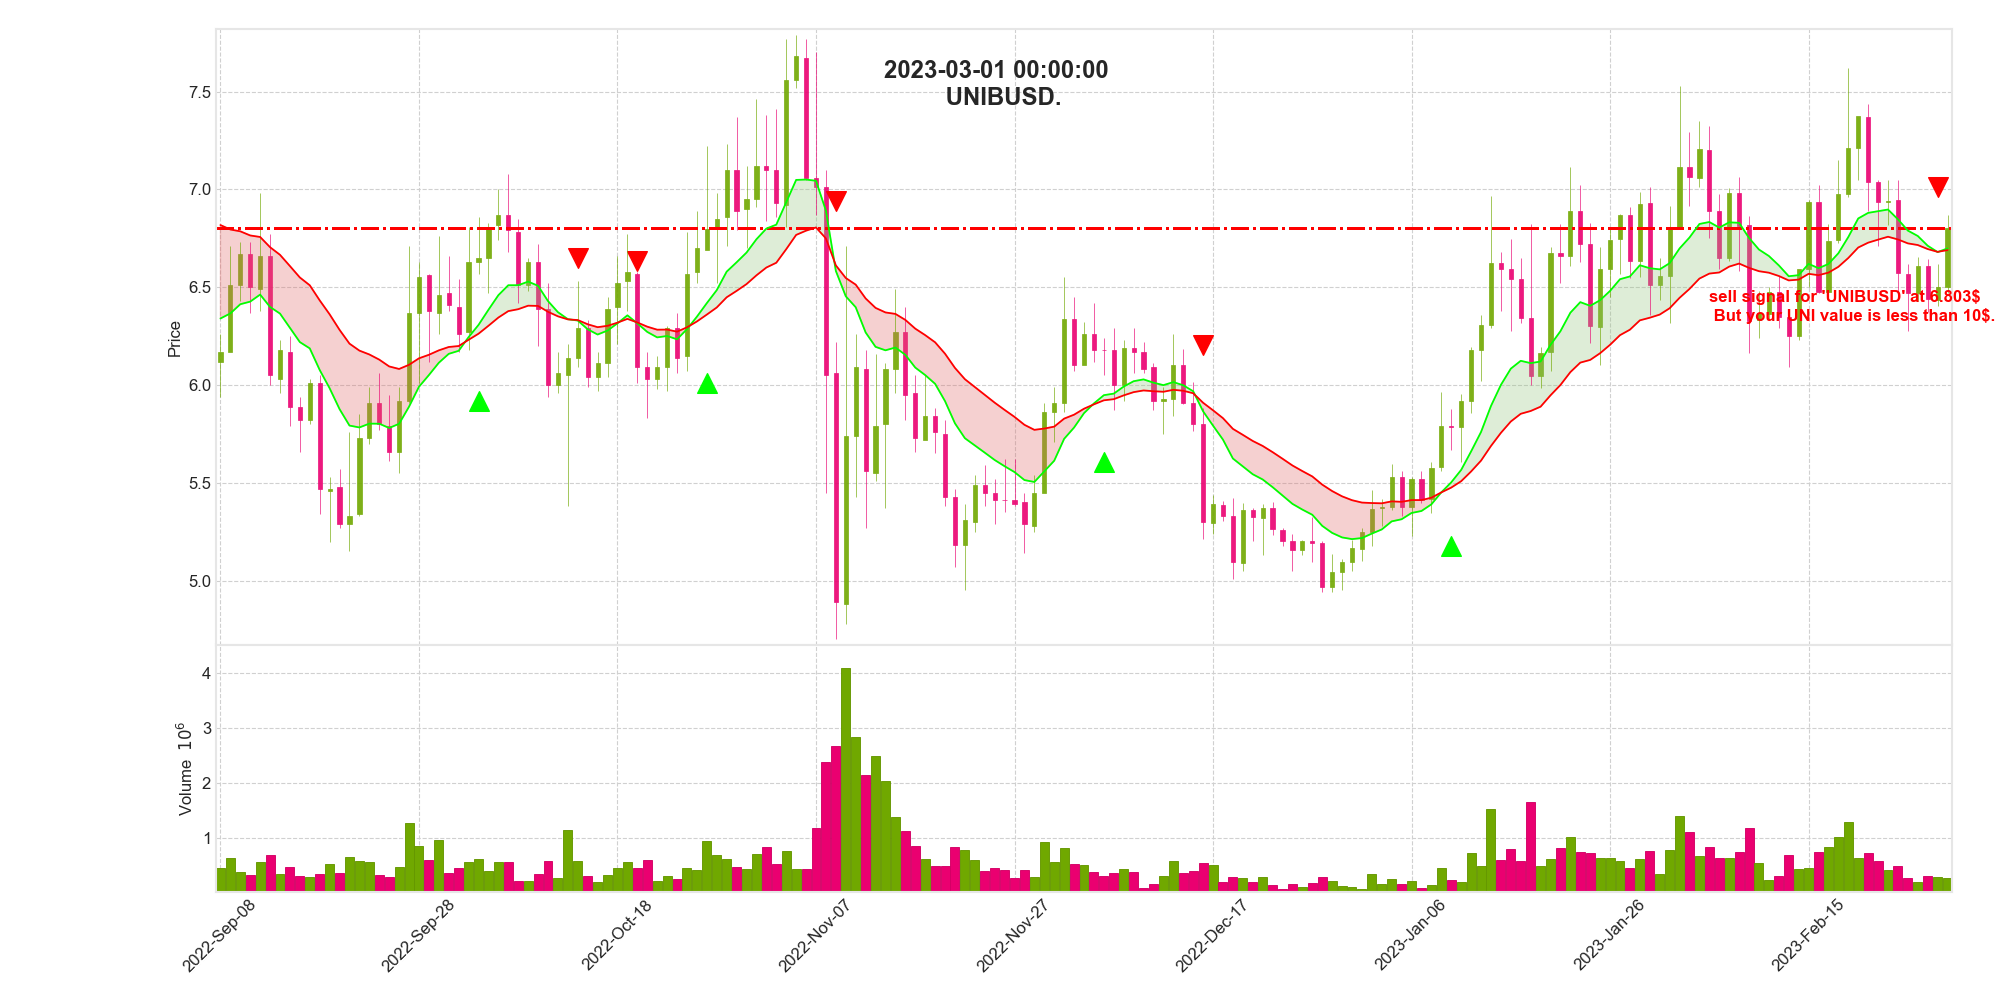 2023-03-01 00:00:00
UNIBUSD.
7.5
7.0
6.5
6.0
5.5
5.0
Price
sell signal for 'UNIBUSD' at 6.803$
But your UNI value is less than 10$.
4
3
2
1
Volume 10⁶
2022-Sep-08
2022-Sep-28
2022-Oct-18
2022-Nov-07
2022-Nov-27
2022-Dec-17
2023-Jan-06
2023-Jan-26
2023-Feb-15